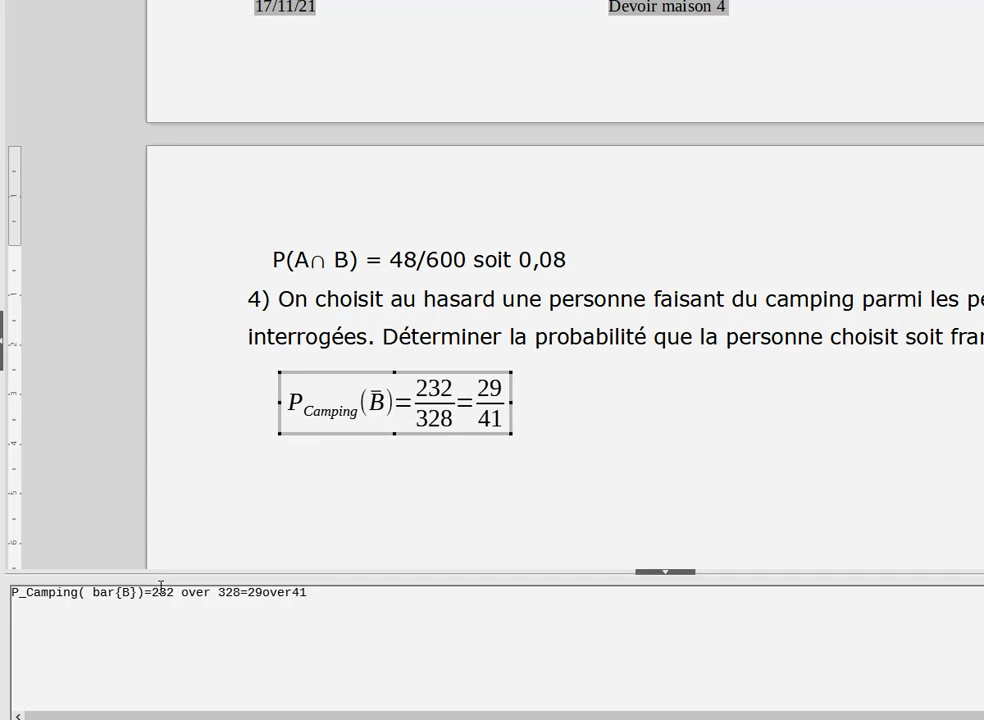 17/11/21 Devoir maison 4
P(A∩ B) = 48/600 soit 0,08
4) On choisit au hasard une personne faisant du camping parmi les pe
interrogées. Déterminer la probabilité que la personne choisit soit fran
P_Camping(B̄)=232/328=29/41
P_Camping( bar{B})=232 over 328=29over41